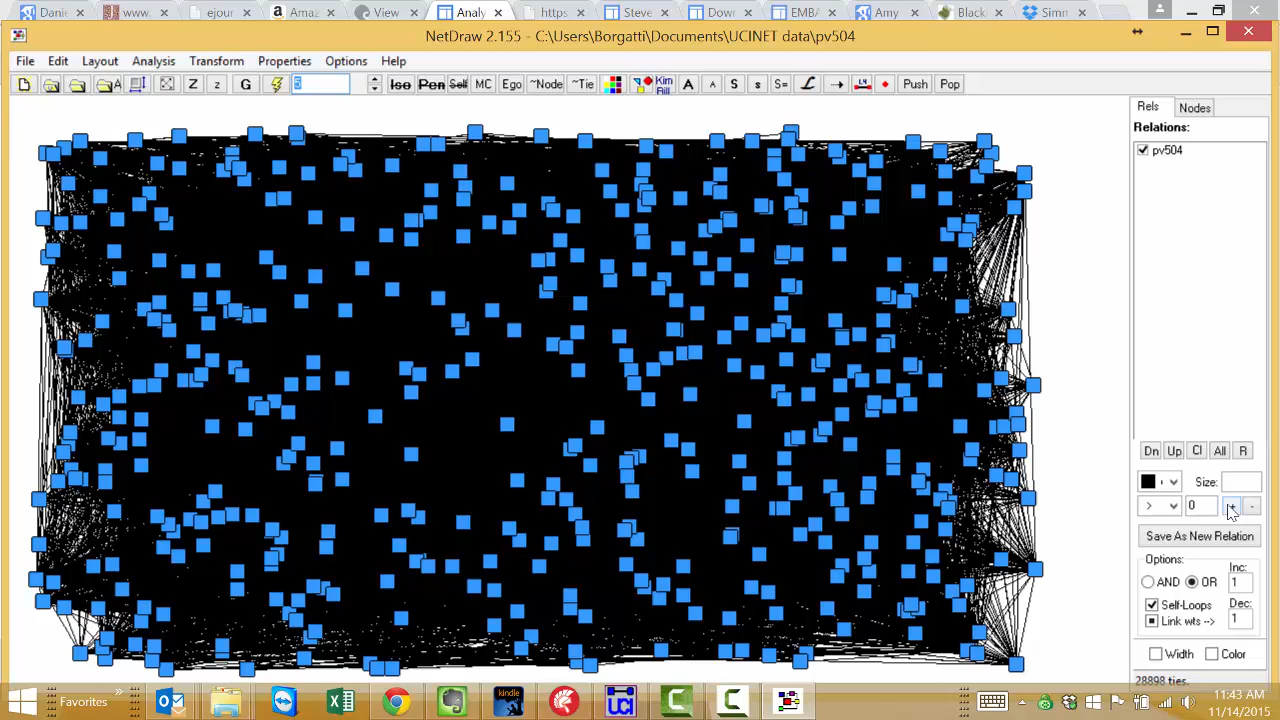 Danie
www.
ejour
Amaz
View
Analy
https
Steve
Dow
EMBA
Amy
Black
Simn
NetDraw 2.155 - C:\Users\Borgatti\Documents\UCINET data\pv504
File Edit Layout Analysis Transform Properties Options Help
A Z z G 5 Iso Pen Self MC Ego ~Node ~Tie Kim Fill A A S s S= L Push Pop
Rels Nodes
Relations:
pv504
Dn Up Cl All R
Size:
> 0 + -
Save As New Relation
Options:
AND OR
Inc: 1
Self-Loops
Dec: 1
Link wts -->
Width Color
28898 ties.
Favorites
kindle
UCI
11:43 AM
11/14/2015